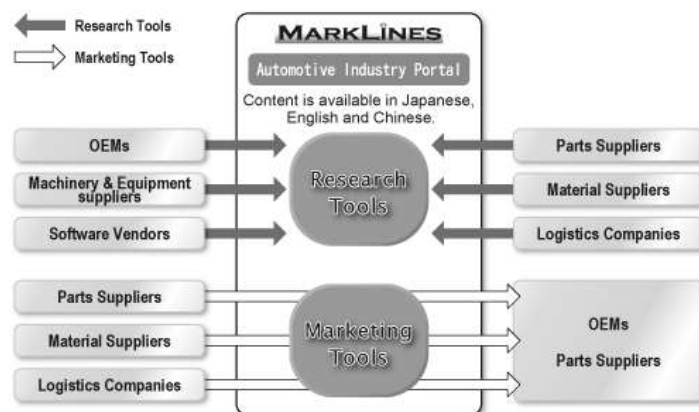 Research Tools
Marketing Tools
MARKLINES
Automotive Industry Portal
Content is available in Japanese,
English and Chinese.
OEMs
Machinery & Equipment
suppliers
Software Vendors
Research
Tools
Parts Suppliers
Material Suppliers
Logistics Companies
Parts Suppliers
Material Suppliers
Logistics Companies
Marketing
Tools
OEMs
Parts Suppliers